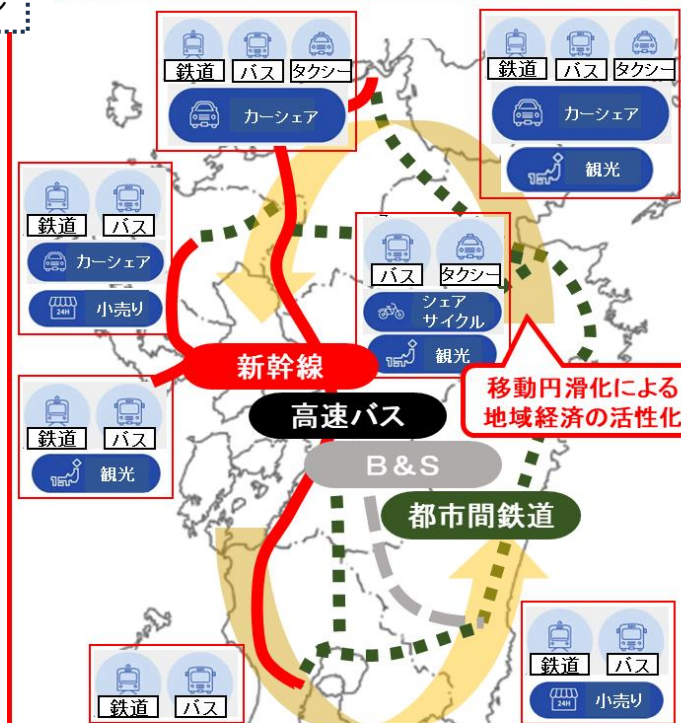 鉄道 バス タクシー
カーシェア
鉄道 バス タクシー
カーシェア
観光
鉄道 バス
カーシェア
24H 小売り
バス タクシー
シェア
サイクル
観光
新幹線
高速バス
B&S
都市間鉄道
移動円滑化による
地域経済の活性化
鉄道 バス
観光
鉄道 バス
鉄道 バス
24H 小売り